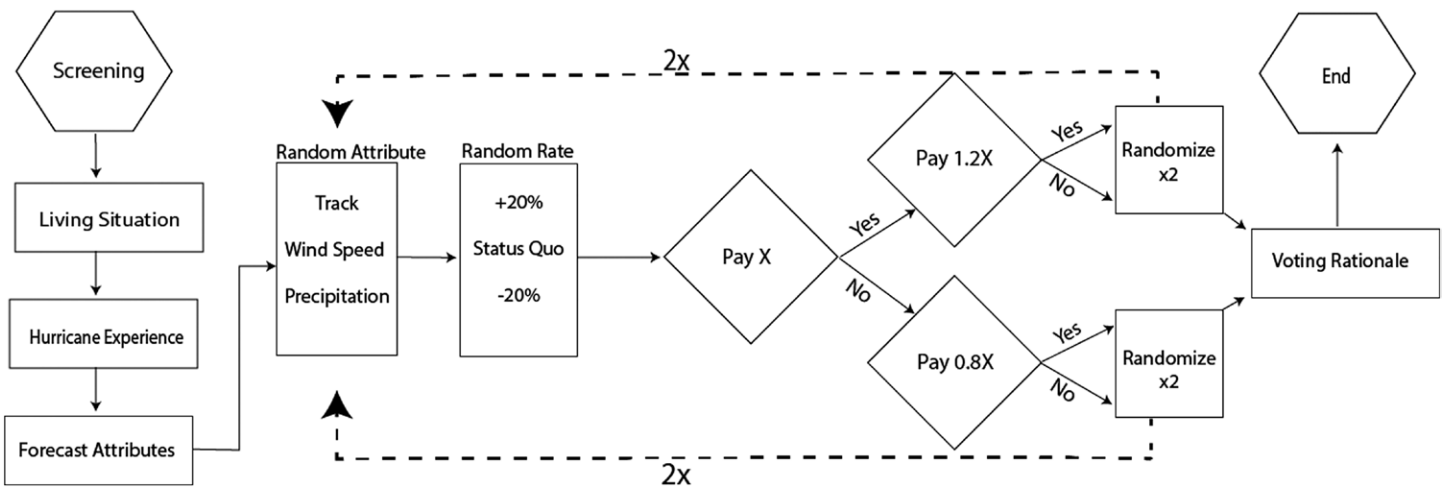 Screening
Living Situation
Hurricane Experience
Forecast Attributes
2x
Random Attribute
Track
Wind Speed
Precipitation
Random Rate
+20%
Status Quo
-20%
Pay X
Yes
No
Pay 1.2X
Yes
No
Randomize
x2
Pay 0.8X
Yes
No
Randomize
x2
2x
Voting Rationale
End